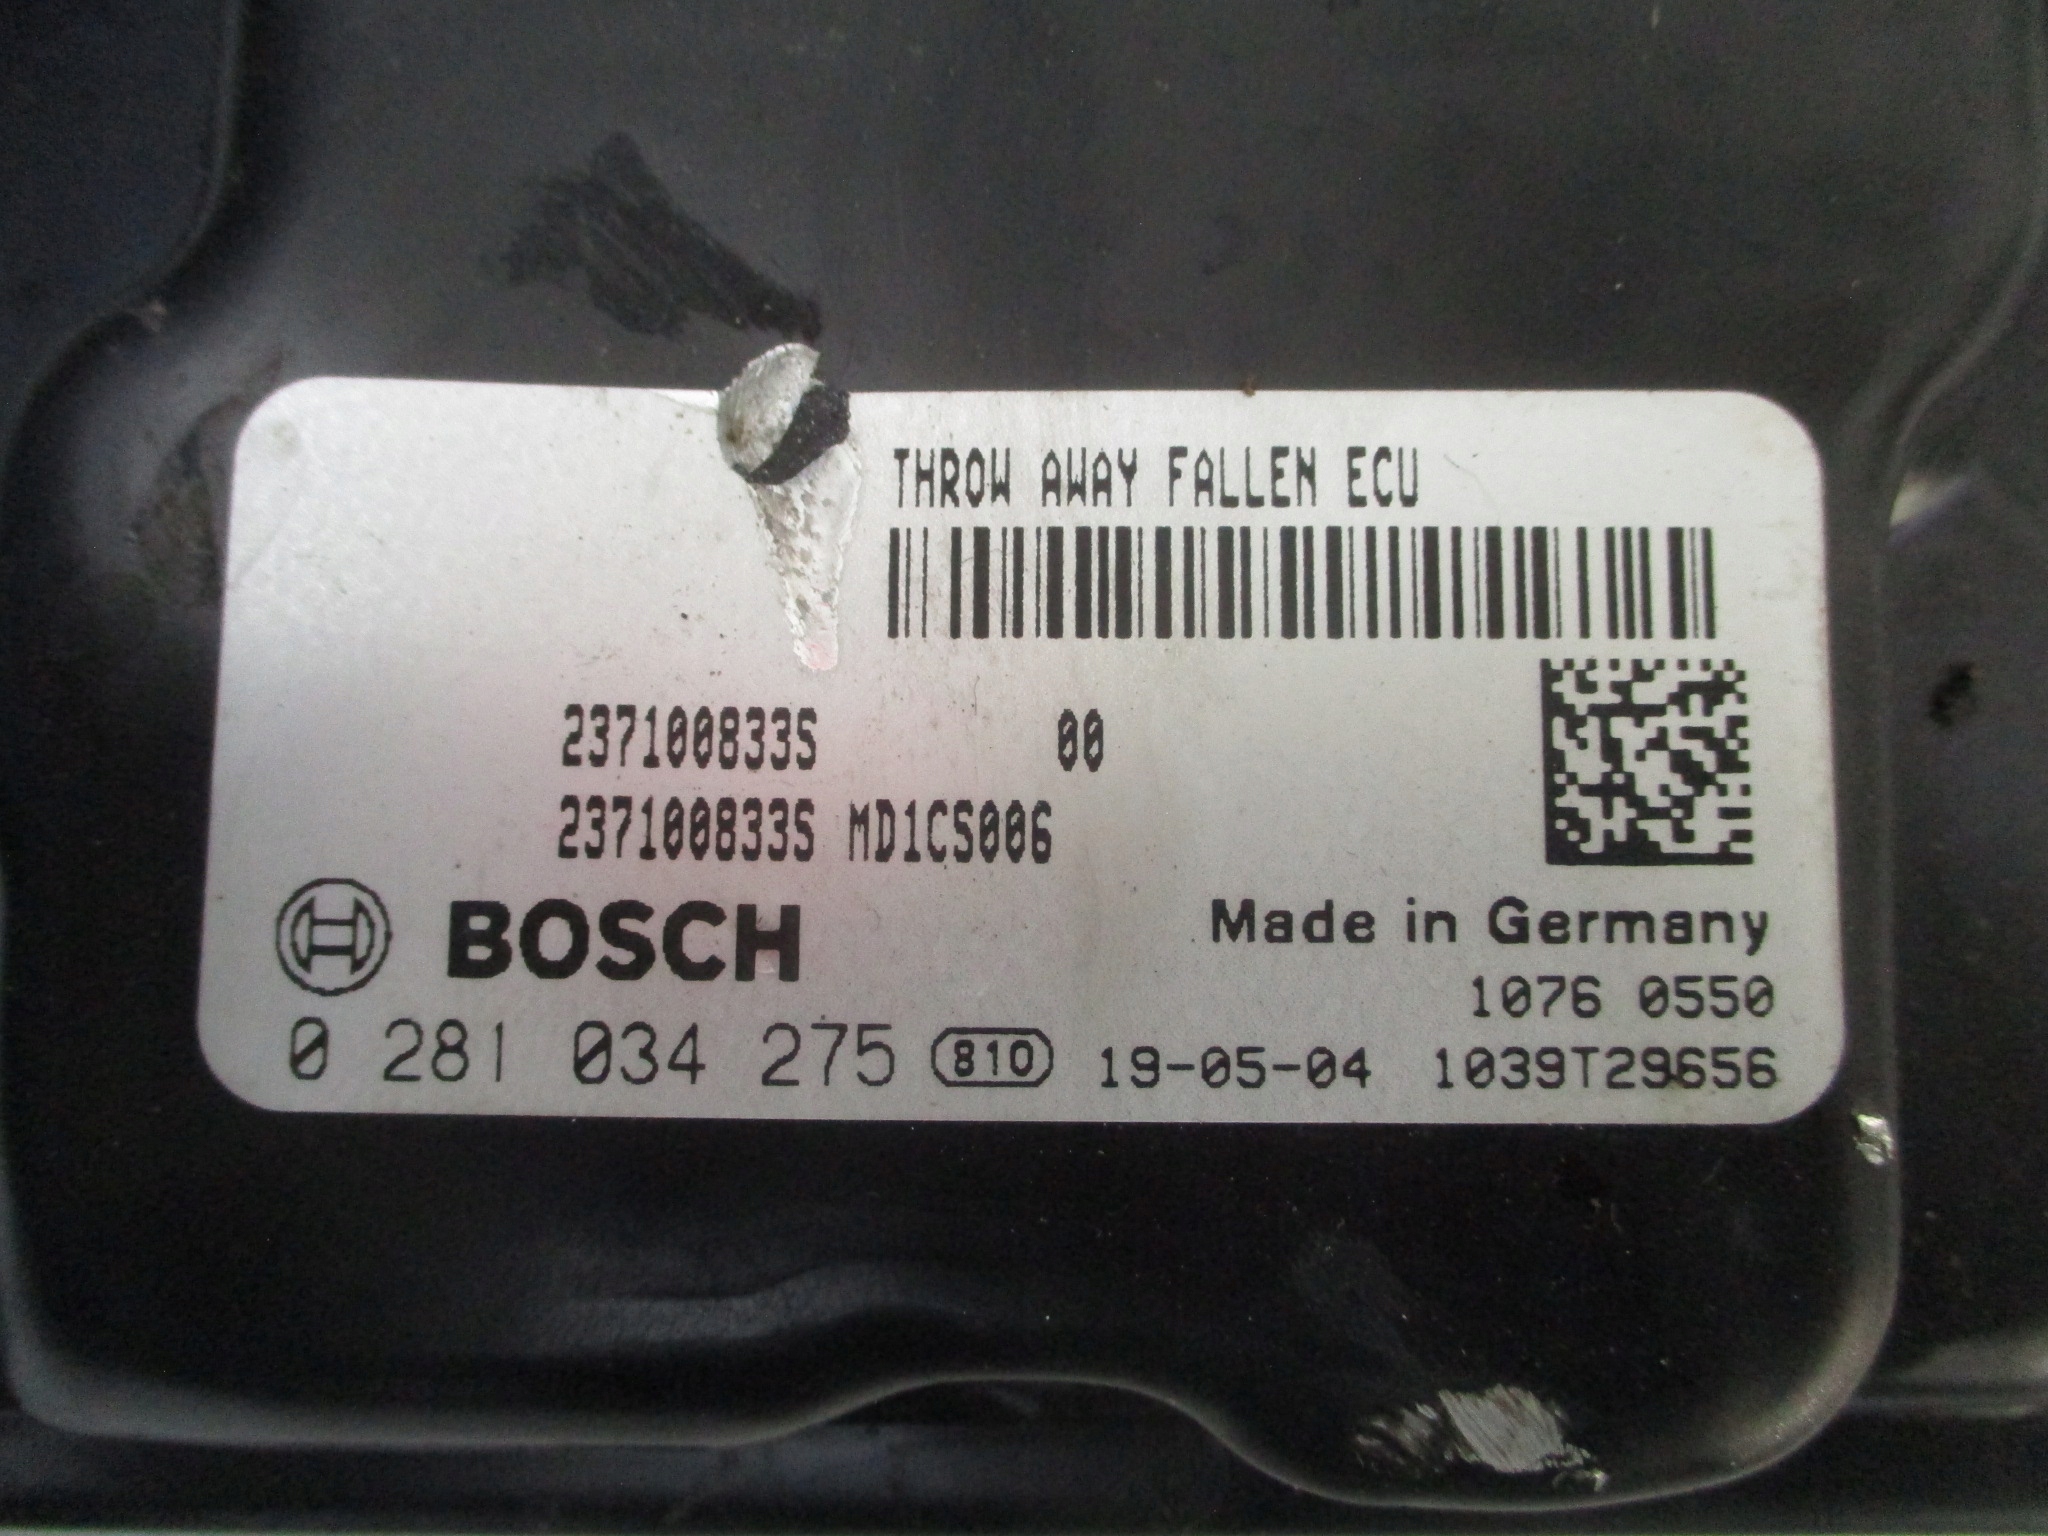 THROW AWAY FALLEN ECU
237100833S 00
237100833S MD1CS006
BOSCH
Made in Germany
1076 0550
0 281 034 275 810 19-05-04 1039T29656